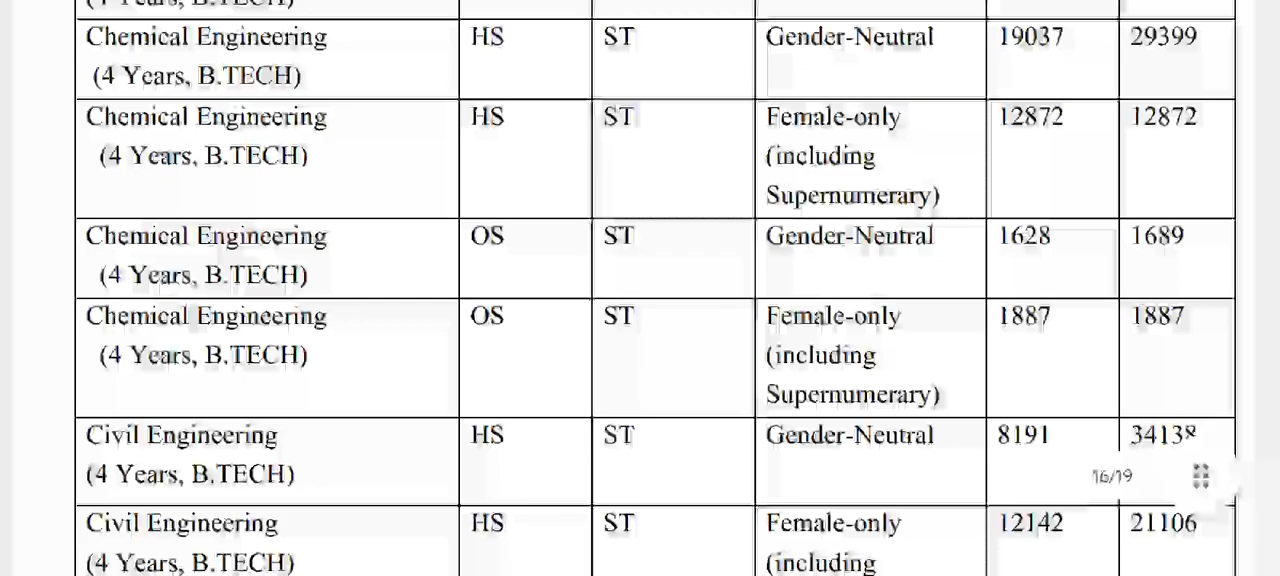 Chemical Engineering HS ST Gender-Neutral 19037 29399
(4 Years, B.TECH)
Chemical Engineering HS ST Female-only 12872 12872
(4 Years, B.TECH) (including
Supernumerary)
Chemical Engineering OS ST Gender-Neutral 1628 1689
(4 Years, B.TECH)
Chemical Engineering OS ST Female-only 1887 1887
(4 Years, B.TECH) (including
Supernumerary)
Civil Engineering HS ST Gender-Neutral 8191 34138
(4 Years, B.TECH) 16/19
Civil Engineering HS ST Female-only 12142 21106
(4 Years, B.TECH) (including